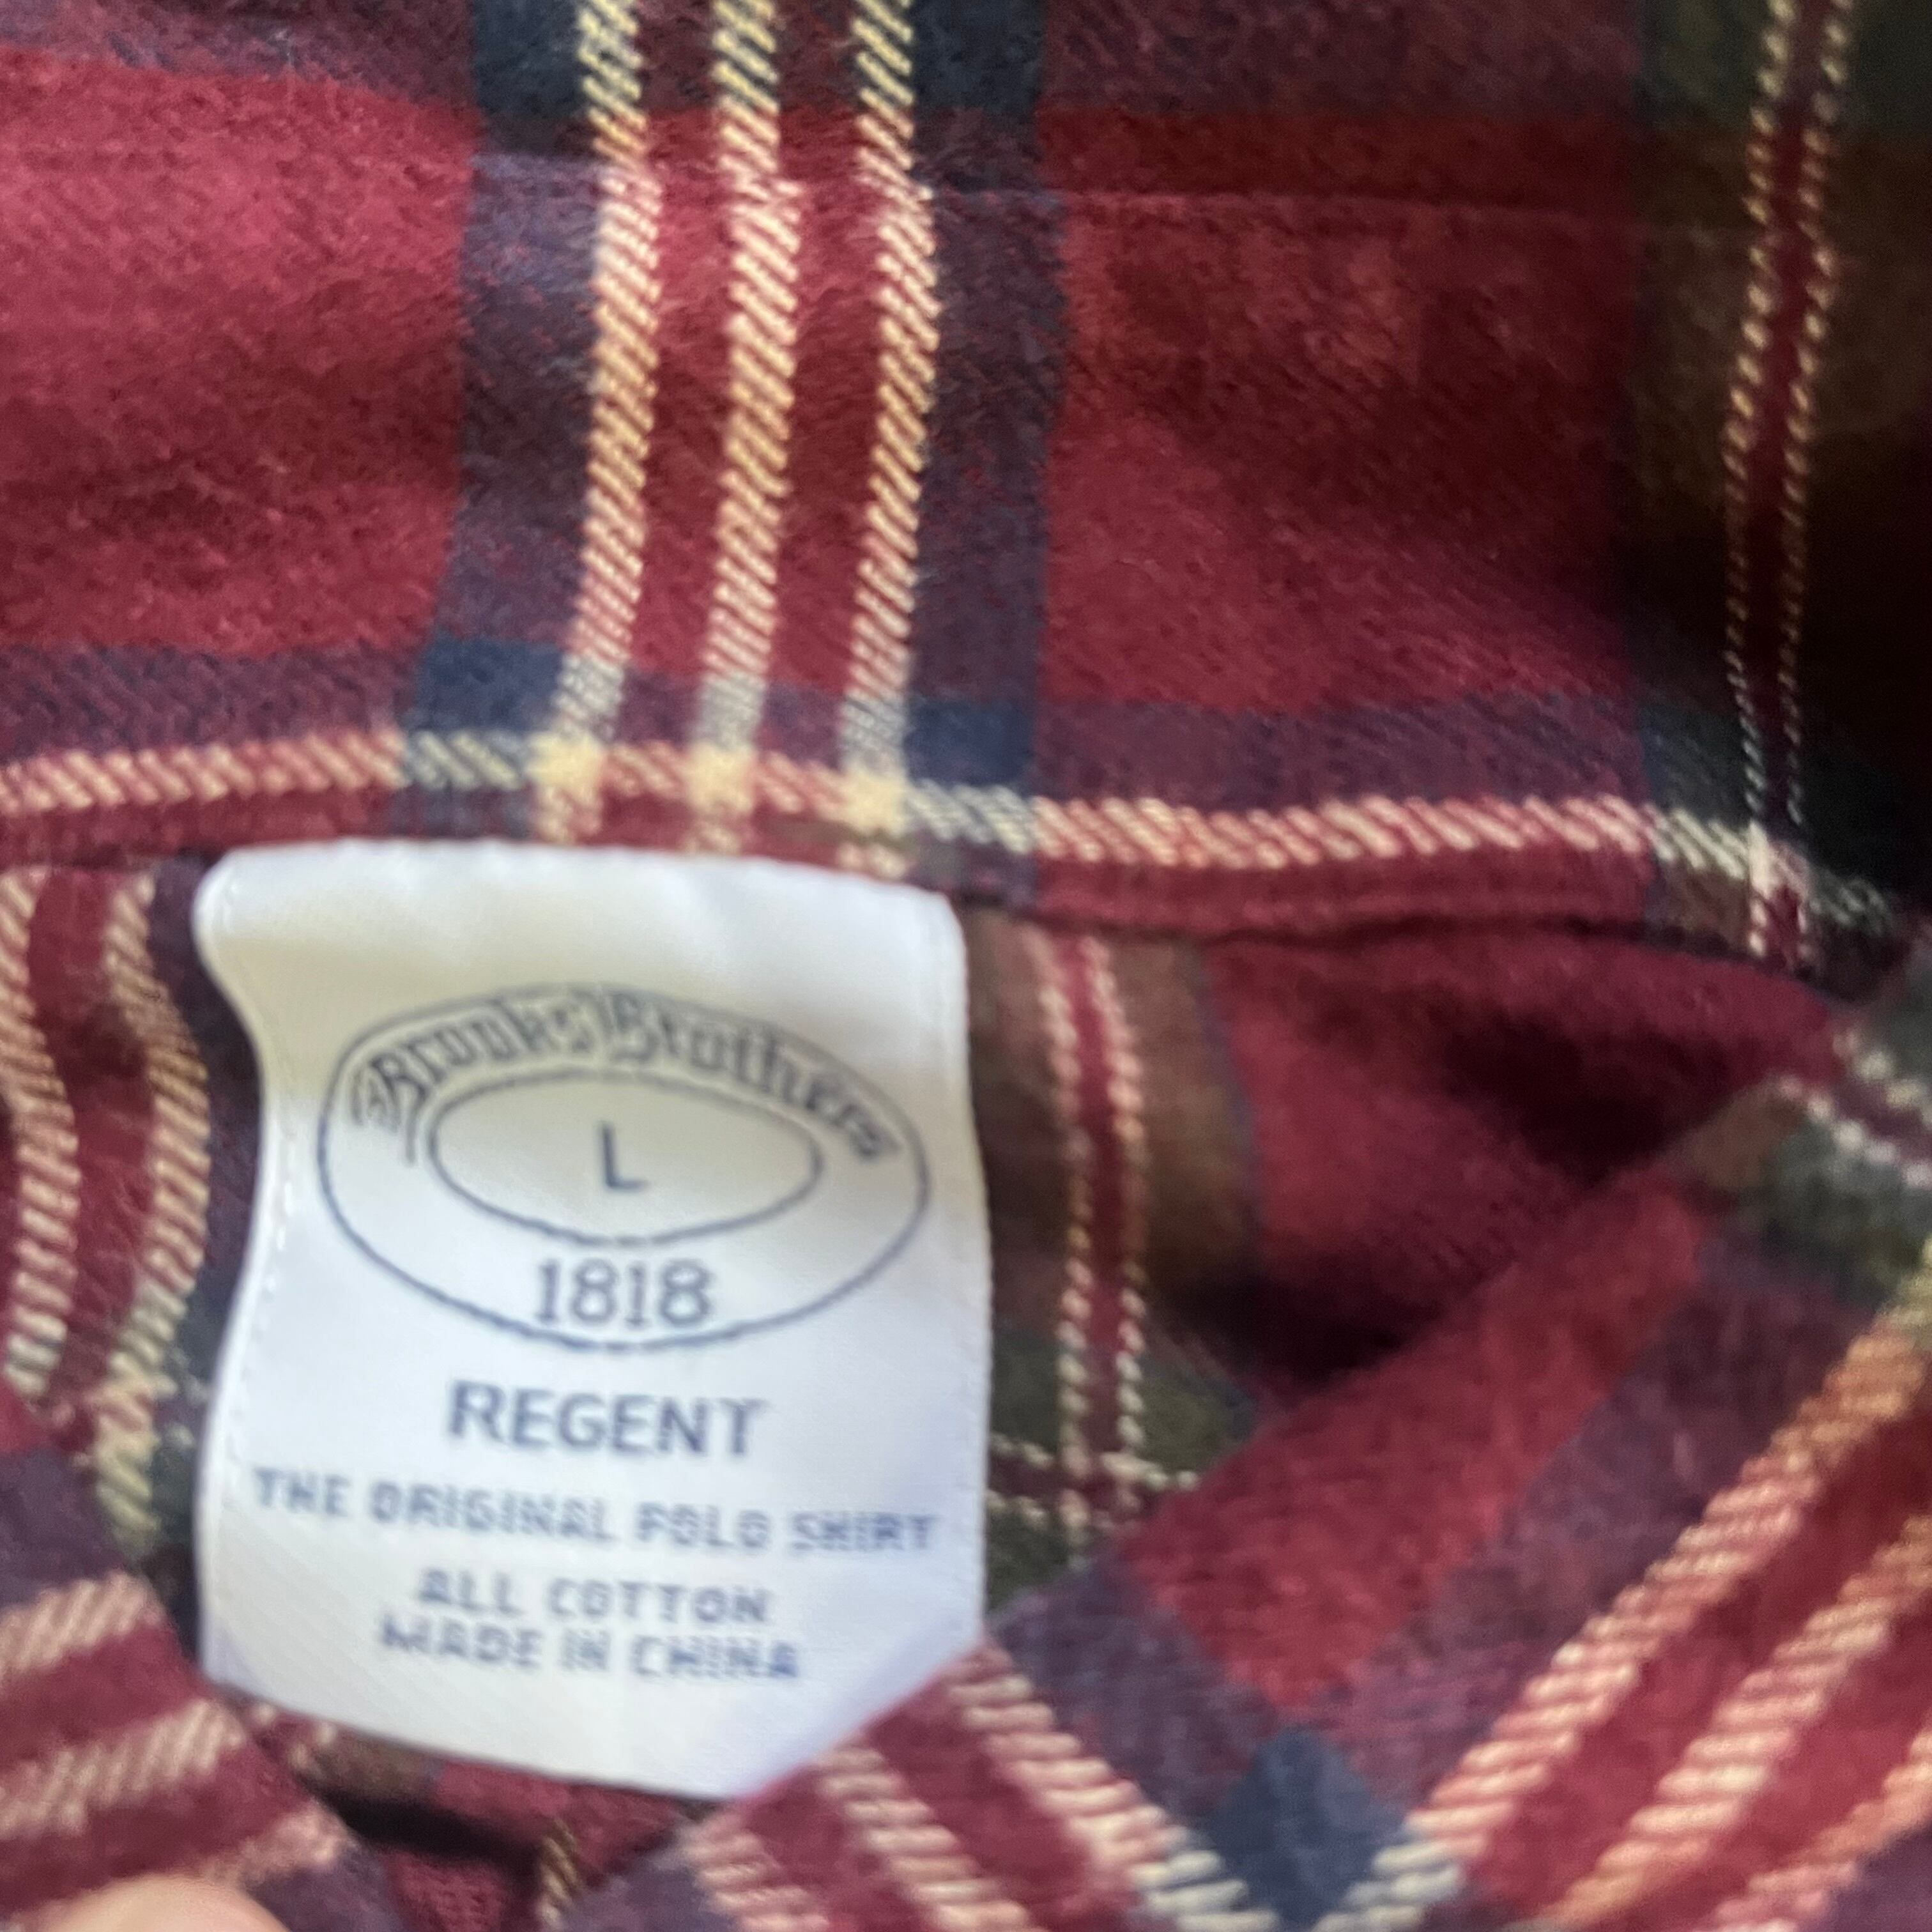 Brooks Brothers
L
1818
REGENT
THE ORIGINAL POLO SHIRT
ALL COTTON
MADE IN CHINA